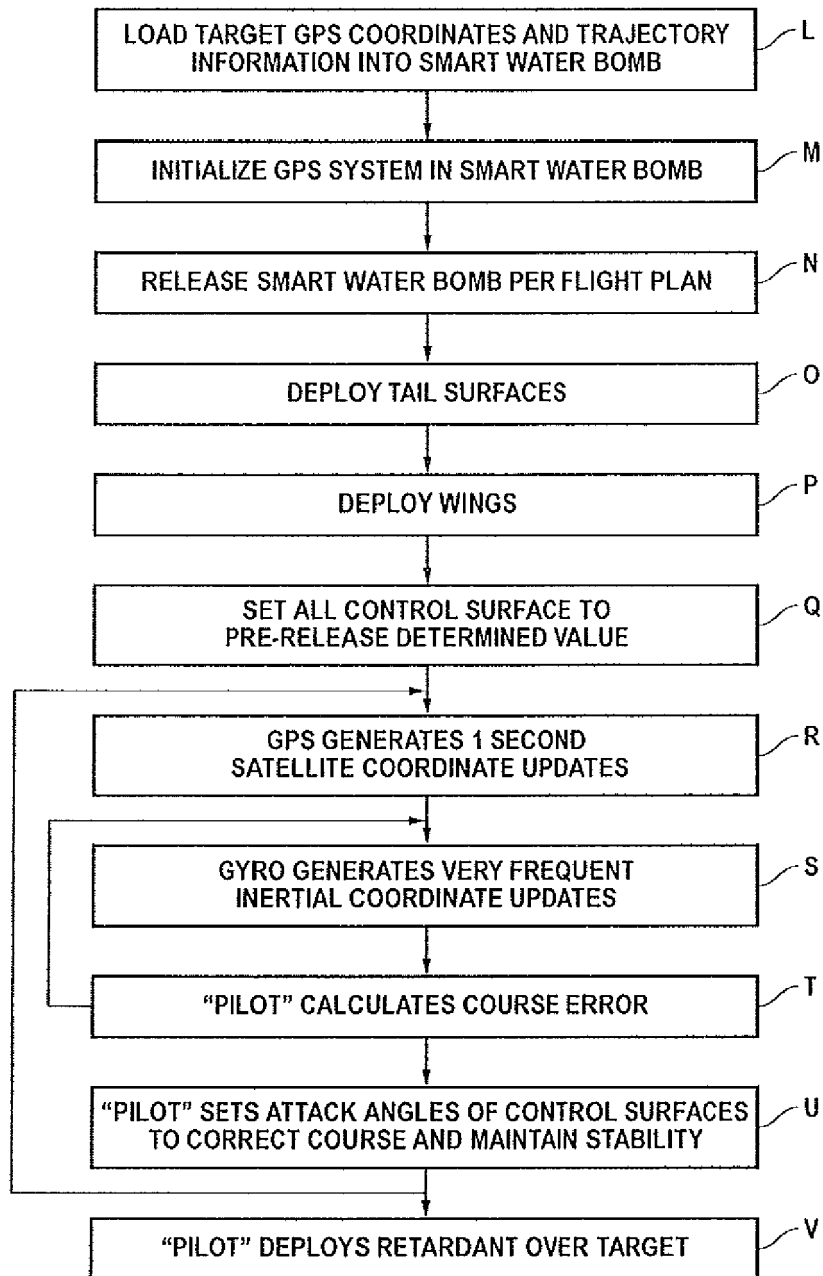 LOAD TARGET GPS COORDINATES AND TRAJECTORY
INFORMATION INTO SMART WATER BOMB
L
INITIALIZE GPS SYSTEM IN SMART WATER BOMB
M
RELEASE SMART WATER BOMB PER FLIGHT PLAN
N
DEPLOY TAIL SURFACES
O
DEPLOY WINGS
P
SET ALL CONTROL SURFACE TO
PRE-RELEASE DETERMINED VALUE
Q
GPS GENERATES 1 SECOND
SATELLITE COORDINATE UPDATES
R
GYRO GENERATES VERY FREQUENT
INERTIAL COORDINATE UPDATES
S
“PILOT” CALCULATES COURSE ERROR
T
“PILOT” SETS ATTACK ANGLES OF CONTROL SURFACES
TO CORRECT COURSE AND MAINTAIN STABILITY
U
“PILOT” DEPLOYS RETARDANT OVER TARGET
V